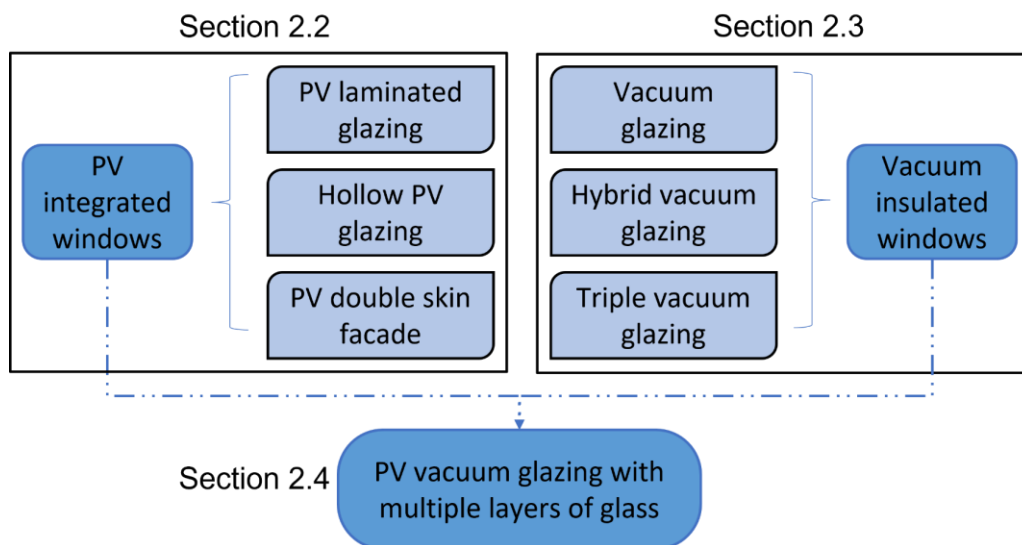 Section 2.2
PV
integrated
windows
PV laminated
glazing
Hollow PV
glazing
PV double skin
facade
Section 2.3
Vacuum
glazing
Hybrid vacuum
glazing
Triple vacuum
glazing
Vacuum
insulated
windows
Section 2.4
PV vacuum glazing with
multiple layers of glass